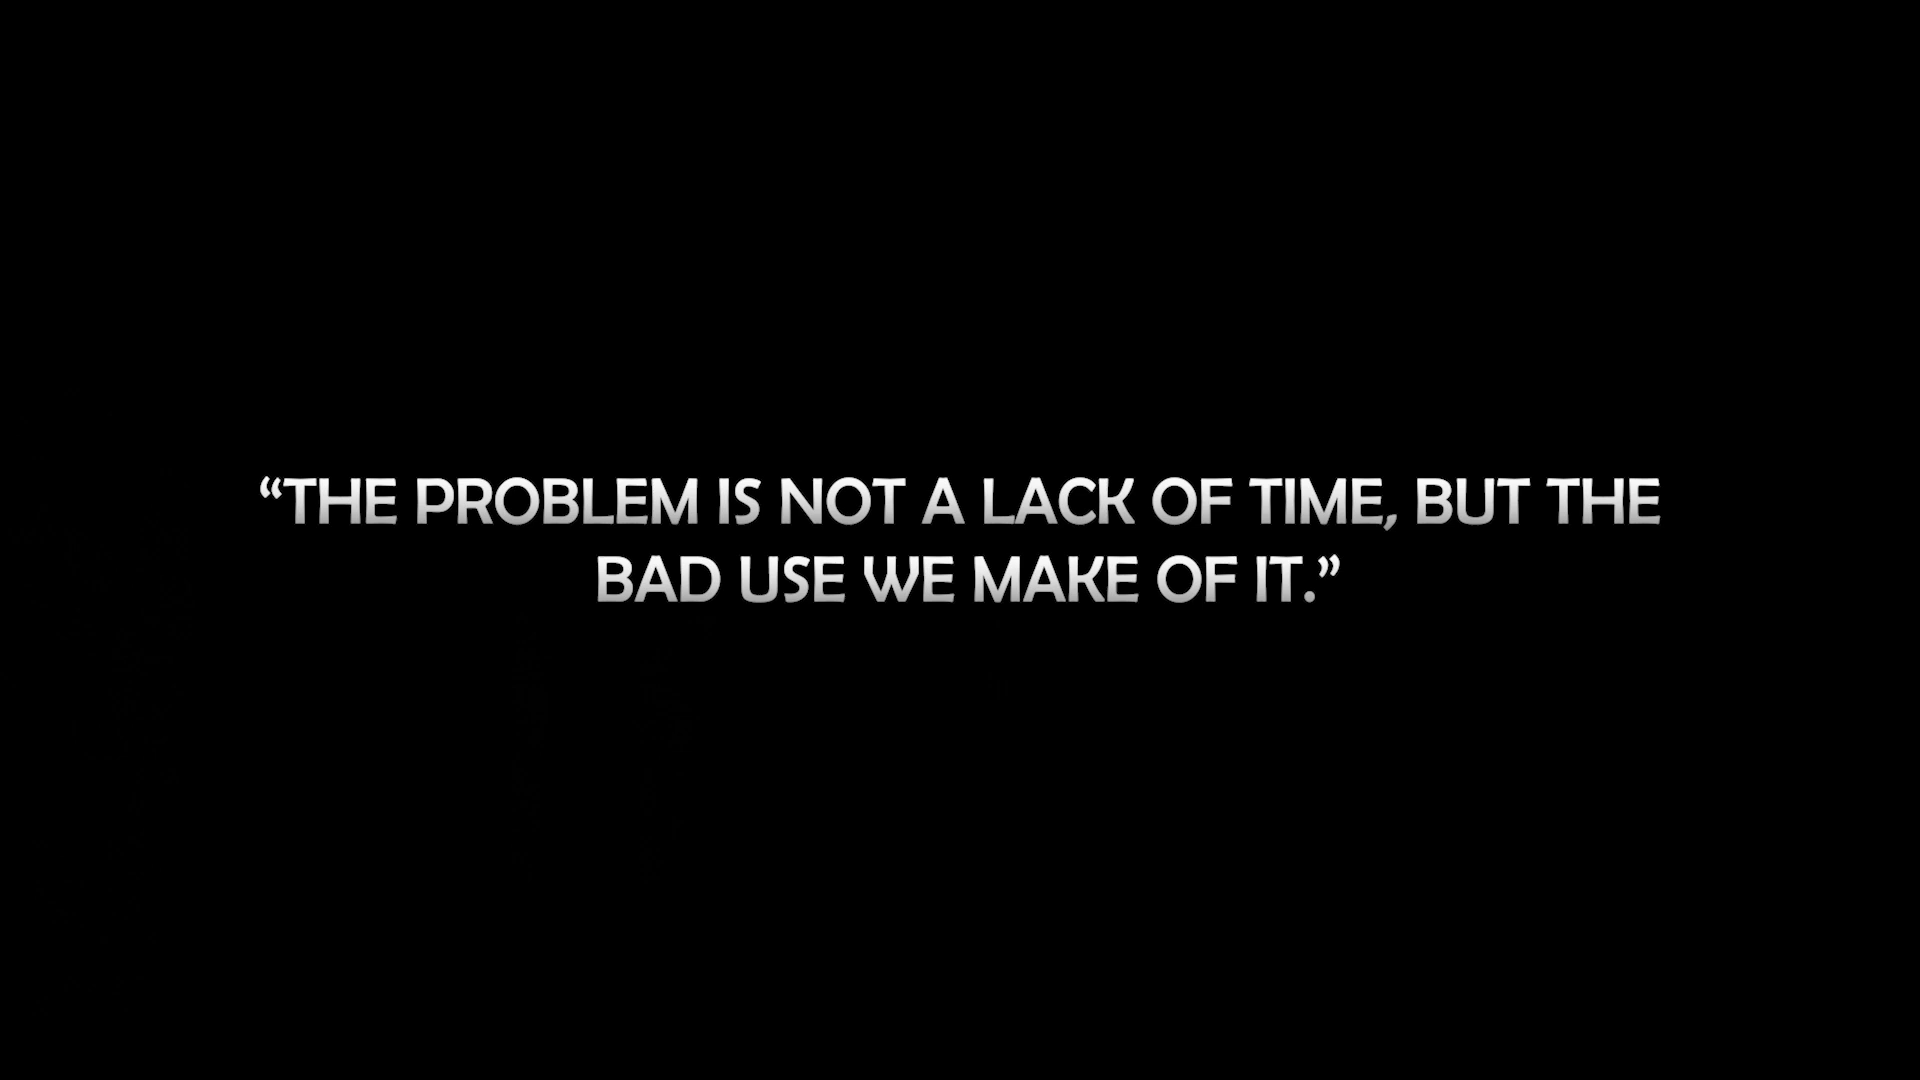 “THE PROBLEM IS NOT A LACK OF TIME, BUT THE
BAD USE WE MAKE OF IT.”